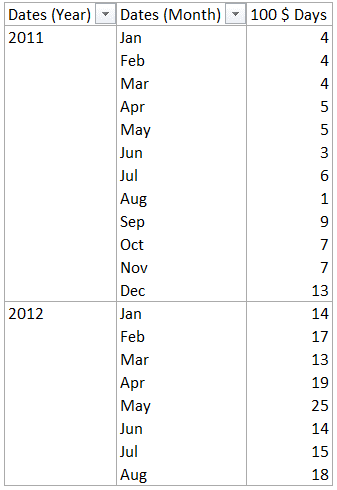 Dates (Year) Dates (Month) 100 $ Days
2011 Jan 4
Feb 4
Mar 4
Apr 5
May 5
Jun 3
Jul 6
Aug 1
Sep 9
Oct 7
Nov 7
Dec 13
2012 Jan 14
Feb 17
Mar 13
Apr 19
May 25
Jun 14
Jul 15
Aug 18